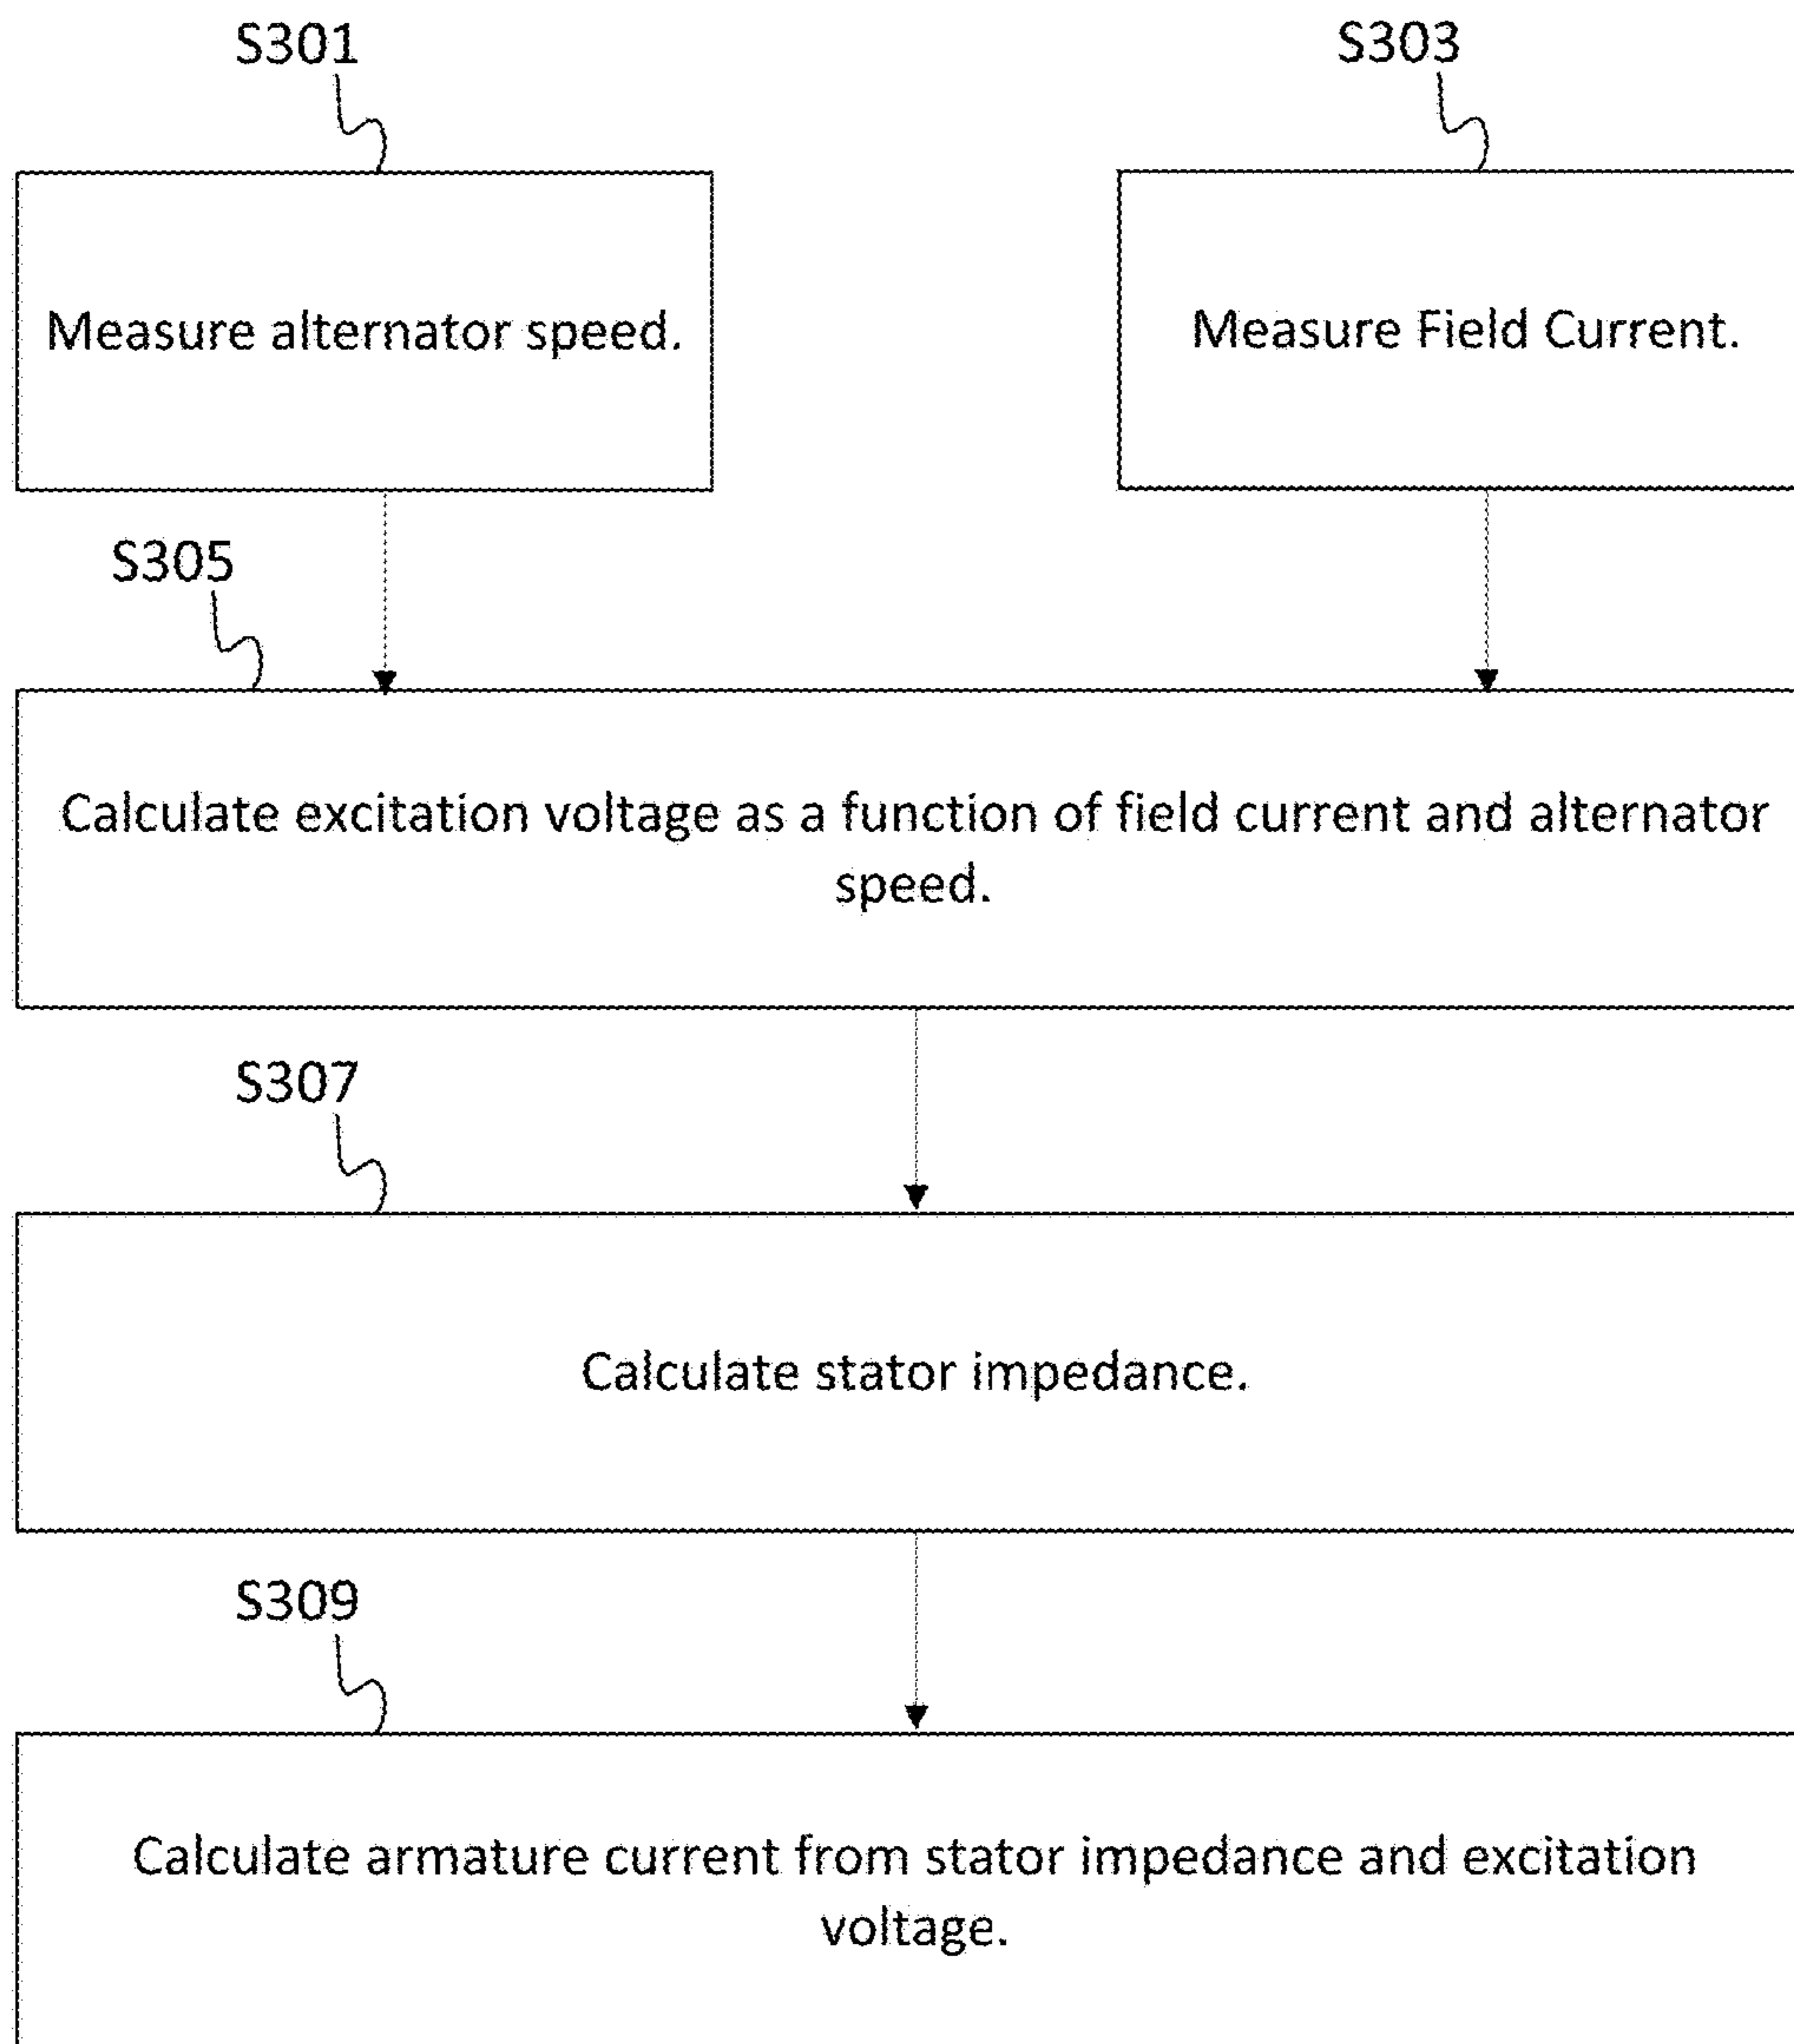 S301
S303
Measure alternator speed.
Measure Field Current.
S305
Calculate excitation voltage as a function of field current and alternator
speed.
S307
Calculate stator impedance.
S309
Calculate armature current from stator impedance and excitation
voltage.